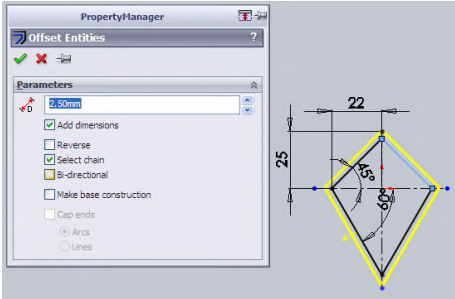 PropertyManager
Offset Entities
?
Parameters
D
2.50mm
Add dimensions
Reverse
Select chain
Bi-directional
Make base construction
Cap ends
Arcs
Lines
22
25
45°
60°